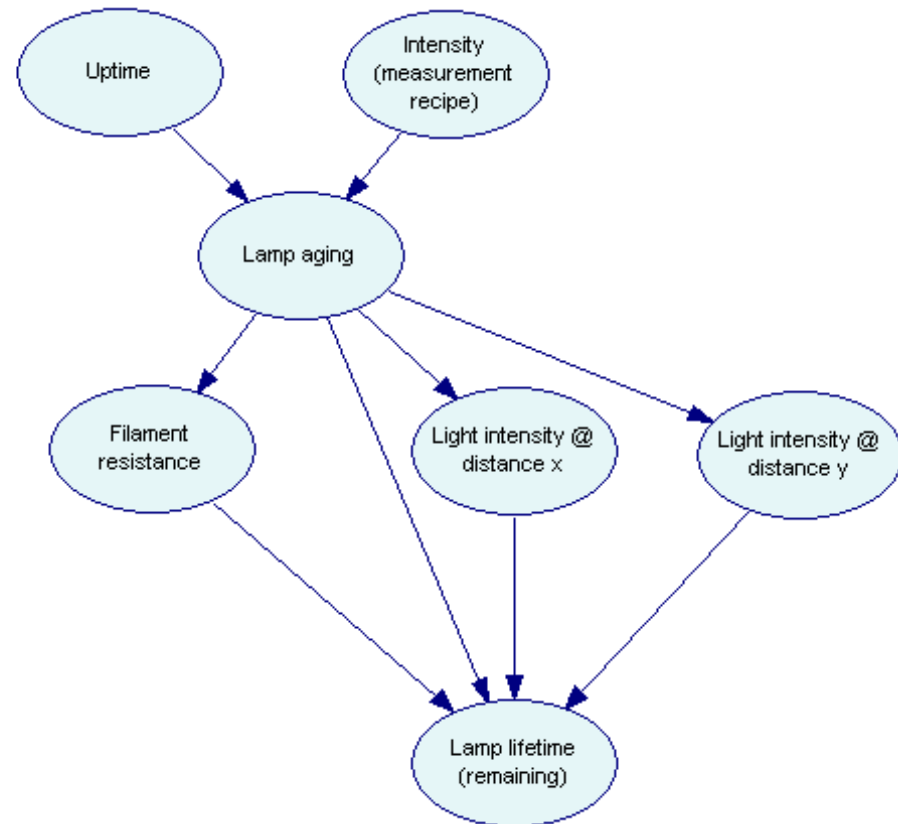 Uptime
Intensity
(measurement
recipe)
Lamp aging
Filament
resistance
Light intensity @
distance x
Light intensity @
distance y
Lamp lifetime
(remaining)